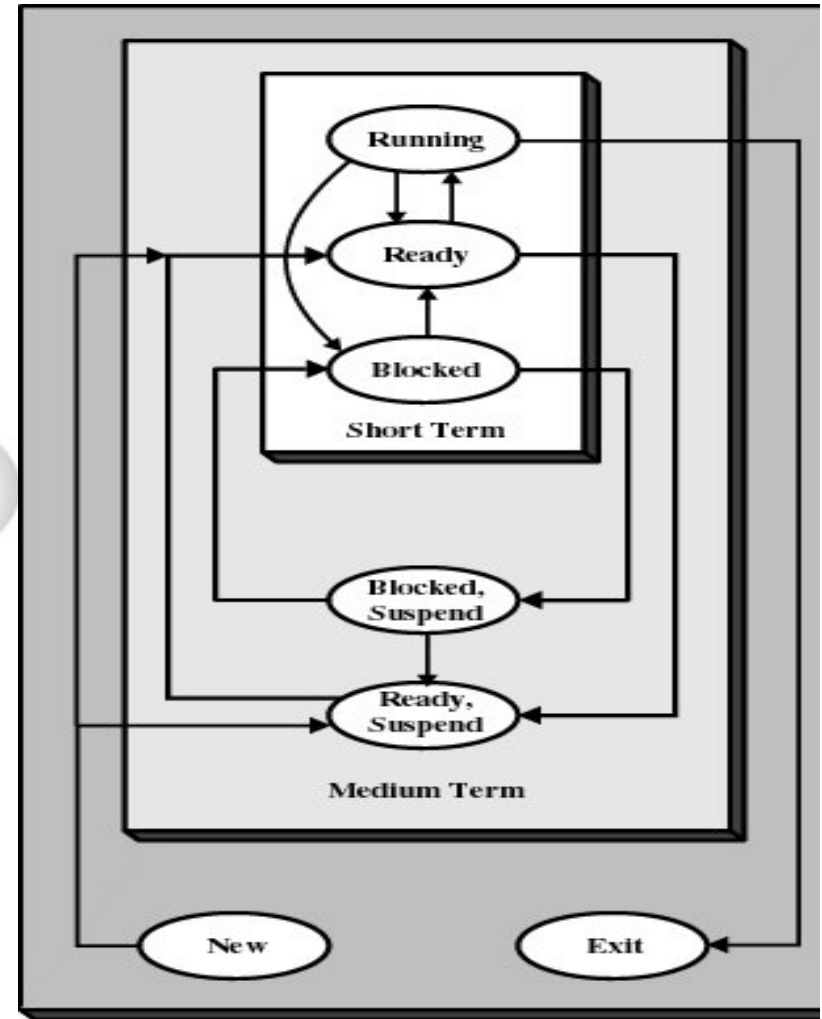 Running
Ready
Blocked
Short Term
Blocked,
Suspend
Ready,
Suspend
Medium Term
New
Exit